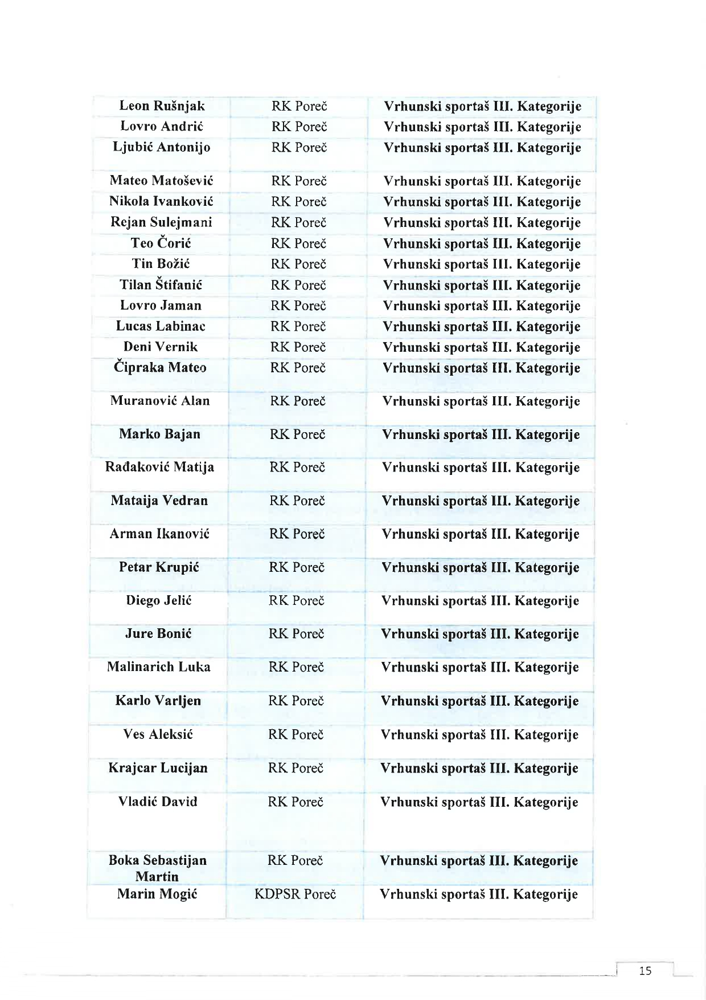 Leon Rušnjak RK Poreč Vrhunski sportaš III. Kategorije
Lovro Andrić RK Poreč Vrhunski sportaš III. Kategorije
Ljubić Antonijo RK Poreč Vrhunski sportaš III. Kategorije
Mateo Matošević RK Poreč Vrhunski sportaš III. Kategorije
Nikola Ivanković RK Poreč Vrhunski sportaš III. Kategorije
Rejan Sulejmani RK Poreč Vrhunski sportaš III. Kategorije
Teo Čorić RK Poreč Vrhunski sportaš III. Kategorije
Tin Božić RK Poreč Vrhunski sportaš III. Kategorije
Tilan Štifanić RK Poreč Vrhunski sportaš III. Kategorije
Lovro Jaman RK Poreč Vrhunski sportaš III. Kategorije
Lucas Labinac RK Poreč Vrhunski sportaš III. Kategorije
Deni Vernik RK Poreč Vrhunski sportaš III. Kategorije
Čipraka Mateo RK Poreč Vrhunski sportaš III. Kategorije
Muranović Alan RK Poreč Vrhunski sportaš III. Kategorije
Marko Bajan RK Poreč Vrhunski sportaš III. Kategorije
Rađaković Matija RK Poreč Vrhunski sportaš III. Kategorije
Mataija Vedran RK Poreč Vrhunski sportaš III. Kategorije
Arman Ikanović RK Poreč Vrhunski sportaš III. Kategorije
Petar Krupić RK Poreč Vrhunski sportaš III. Kategorije
Diego Jelić RK Poreč Vrhunski sportaš III. Kategorije
Jure Bonić RK Poreč Vrhunski sportaš III. Kategorije
Malinarich Luka RK Poreč Vrhunski sportaš III. Kategorije
Karlo Varljen RK Poreč Vrhunski sportaš III. Kategorije
Ves Aleksić RK Poreč Vrhunski sportaš III. Kategorije
Krajcar Lucijan RK Poreč Vrhunski sportaš III. Kategorije
Vladić David RK Poreč Vrhunski sportaš III. Kategorije
Boka Sebastijan RK Poreč Vrhunski sportaš III. Kategorije
Martin
Marin Mogić KDPSR Poreč Vrhunski sportaš III. Kategorije
15